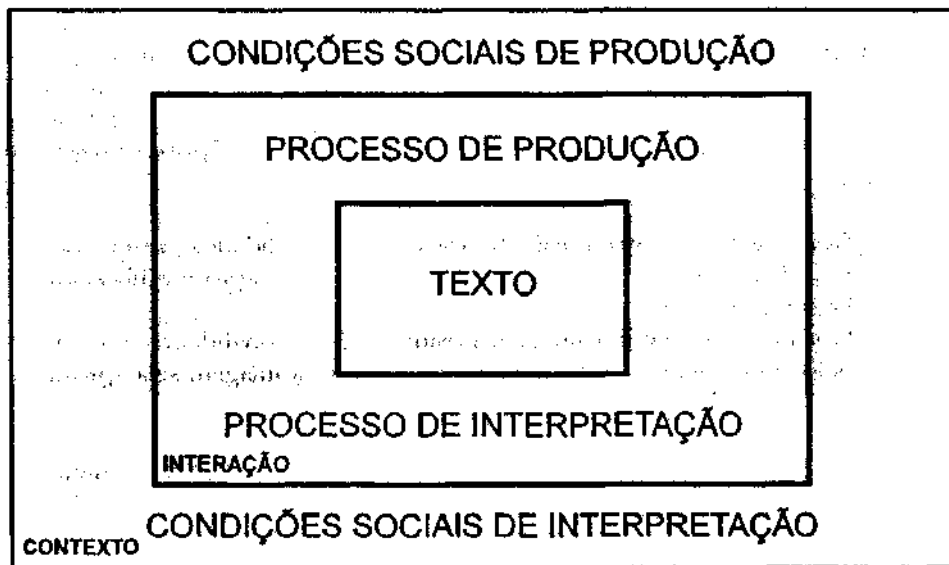 CONDIÇÕES SOCIAIS DE PRODUÇÃO
PROCESSO DE PRODUÇÃO
TEXTO
PROCESSO DE INTERPRETAÇÃO
INTERAÇÃO
CONDIÇÕES SOCIAIS DE INTERPRETAÇÃO
CONTEXTO